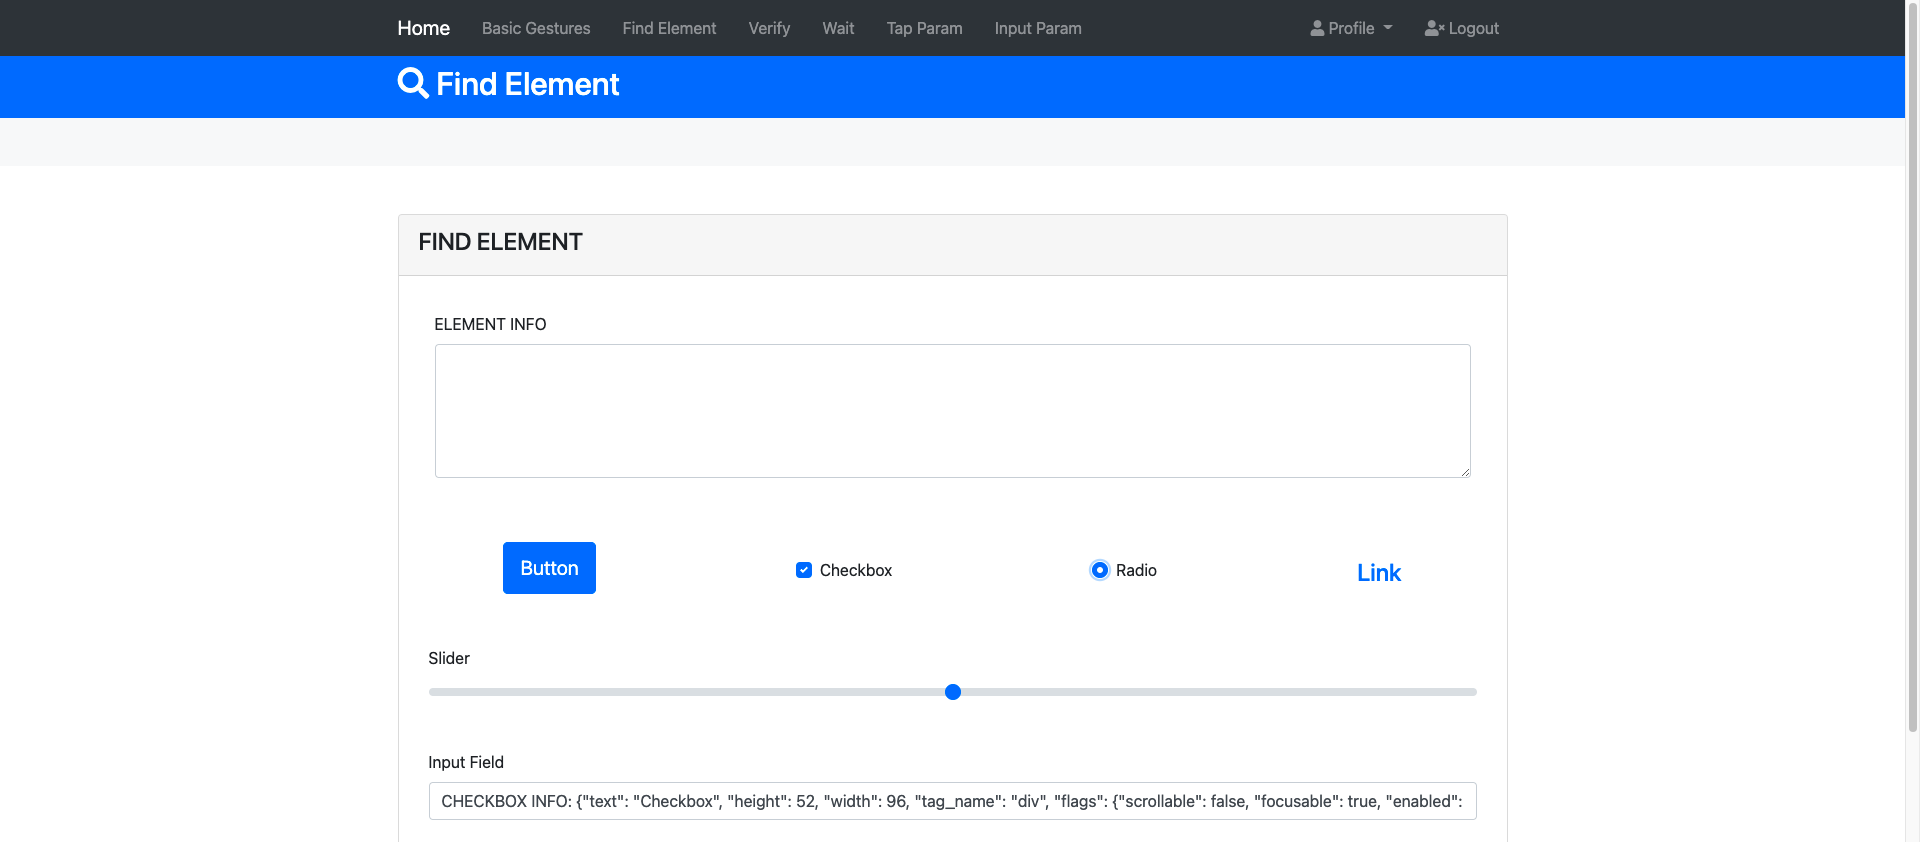 Home Basic Gestures Find Element Verify Wait Tap Param Input Param Profile Logout
Find Element
FIND ELEMENT
ELEMENT INFO
Button Checkbox Radio Link
Slider
Input Field
CHECKBOX INFO: {"text": "Checkbox", "height": 52, "width": 96, "tag_name": "div", "flags": {"scrollable": false, "focusable": true, "enabled":